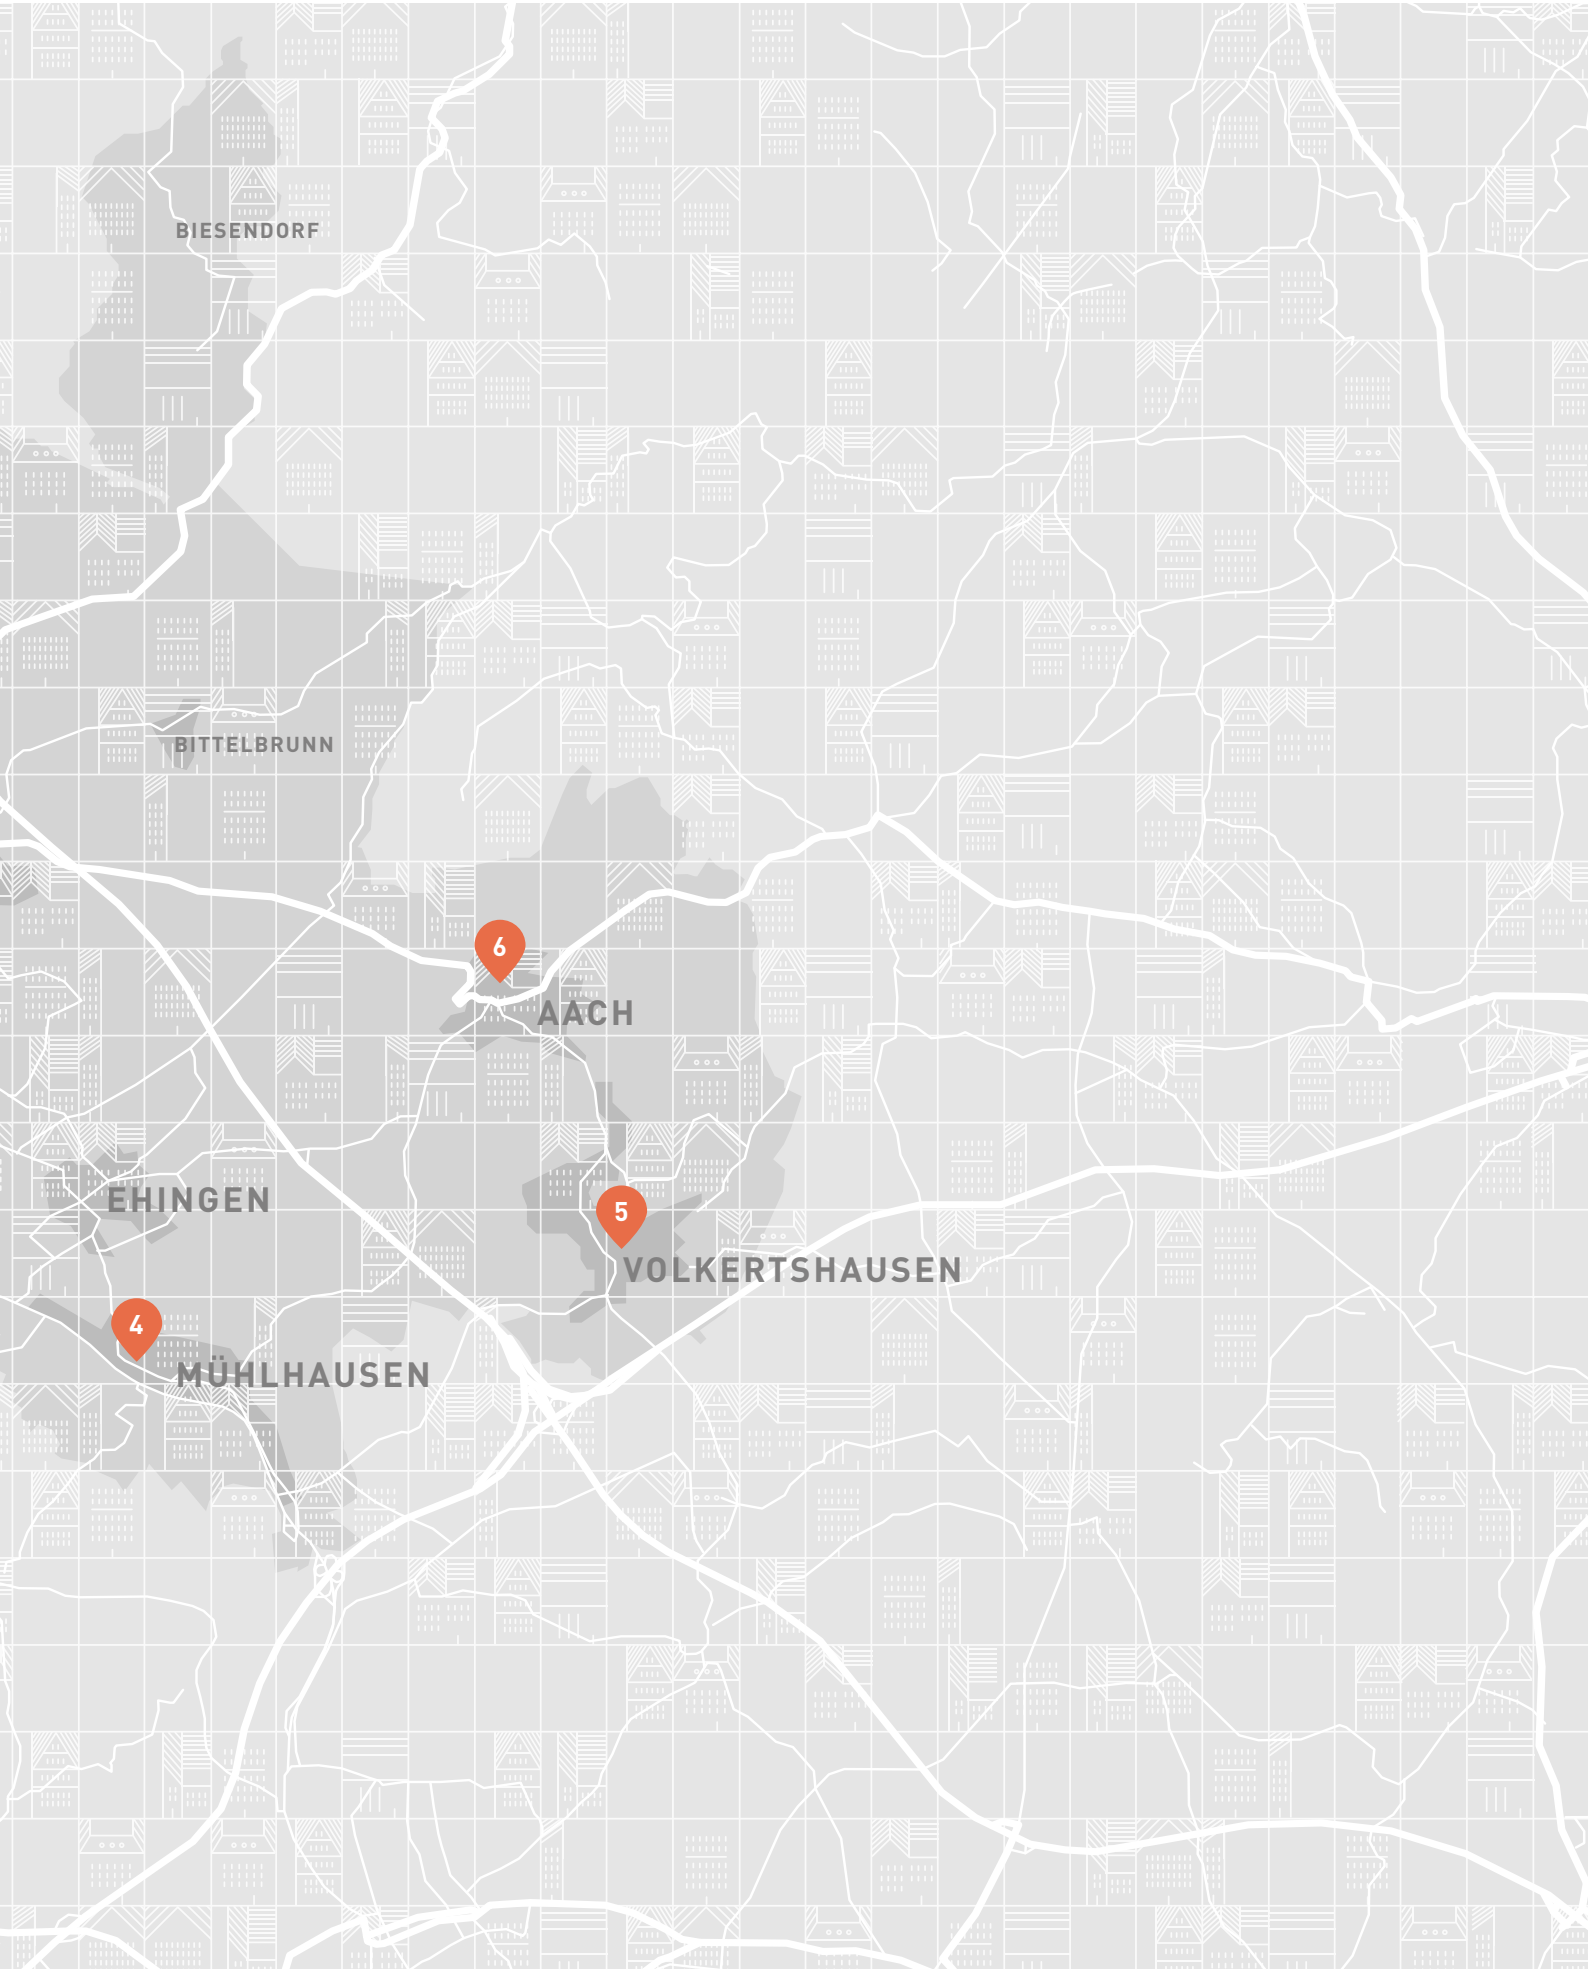 BIESENDORF
BITTELBRUNN
6
AACH
EHINGEN
5
VOLKERTSHAUSEN
4
MÜHLHAUSEN